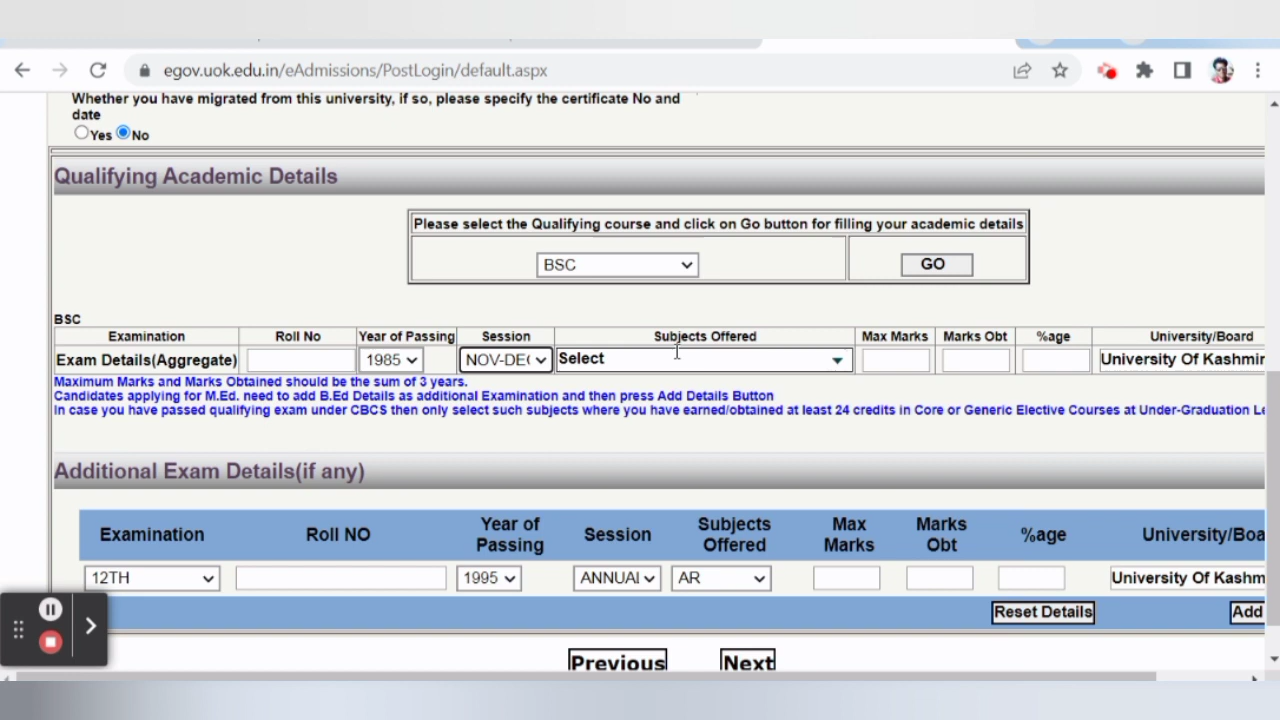 egov.uok.edu.in/eAdmissions/PostLogin/default.aspx
Whether you have migrated from this university, if so, please specify the certificate No and
date
Yes No
Qualifying Academic Details
Please select the Qualifying course and click on Go button for filling your academic details
BSC GO
BSC
Examination Roll No Year of Passing Session Subjects Offered Max Marks Marks Obt %age University/Board
Exam Details(Aggregate) 1985 NOV-DE( Select University Of Kashmir
Maximum Marks and Marks Obtained should be the sum of 3 years.
Candidates applying for M.Ed. need to add B.Ed Details as additional Examination and then press Add Details Button
In case you have passed qualifying exam under CBCS then only select such subjects where you have earned/obtained at least 24 credits in Core or Generic Elective Courses at Under-Graduation Le
Additional Exam Details(if any)
Examination Roll NO Year of Passing Session Subjects Offered Max Marks Marks Obt %age University/Boa
12TH 1995 ANNUAL AR University Of Kashm
Reset Details Add
Previous Next